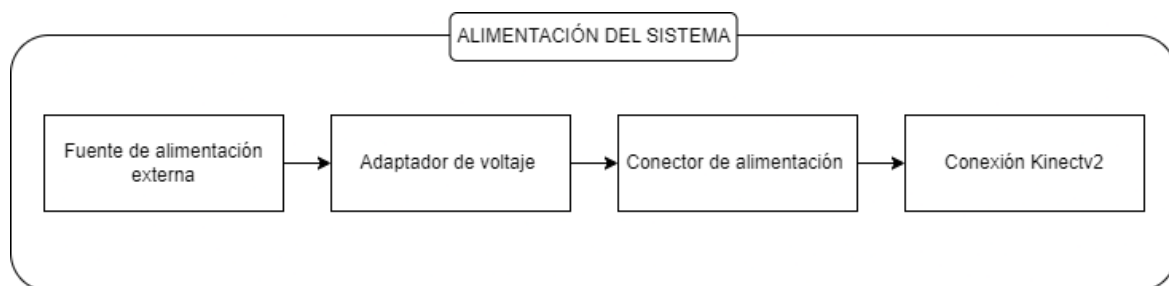 ALIMENTACIÓN DEL SISTEMA
Fuente de alimentación
externa
Adaptador de voltaje
Conector de alimentación
Conexión Kinectv2